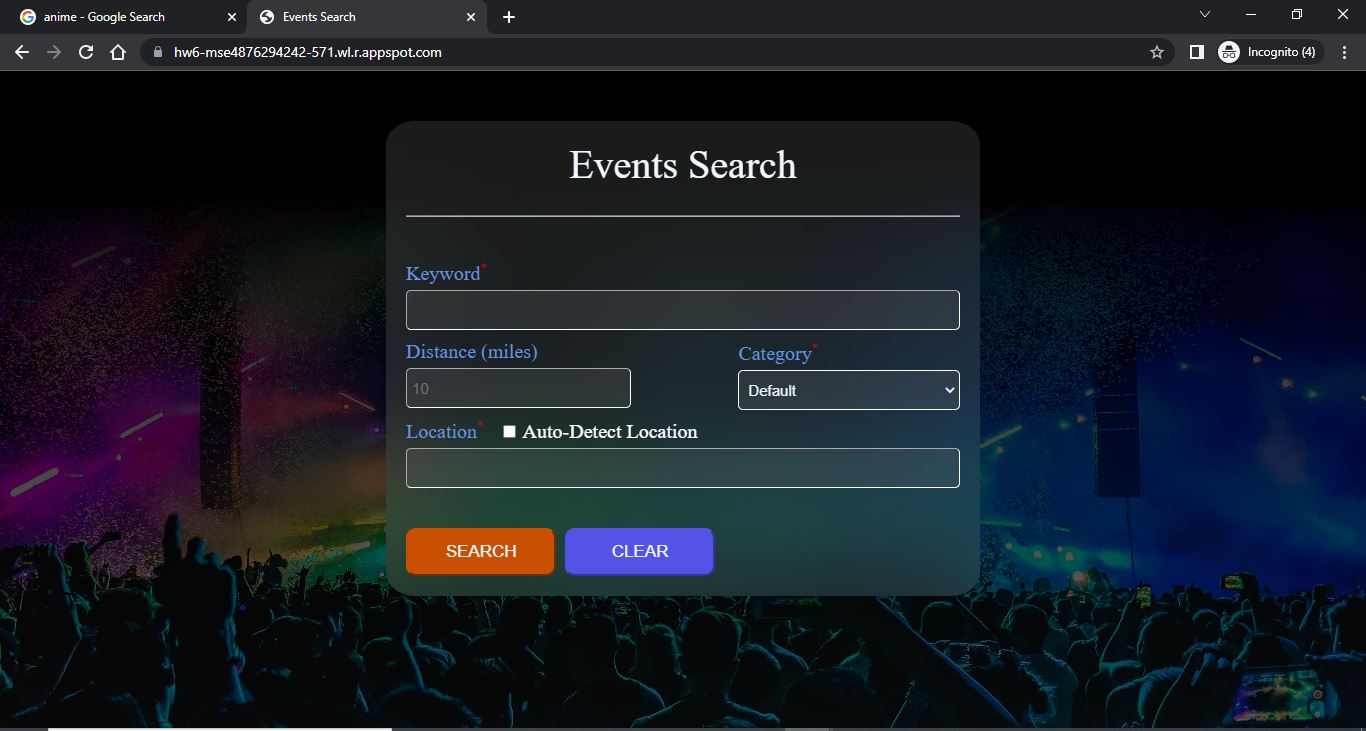 anime - Google Search
Events Search
hw6-mse4876294242-571.wl.r.appspot.com
Incognito (4)
Events Search
Keyword*
Distance (miles)
Category*
10
Default
Location*
Auto-Detect Location
SEARCH
CLEAR